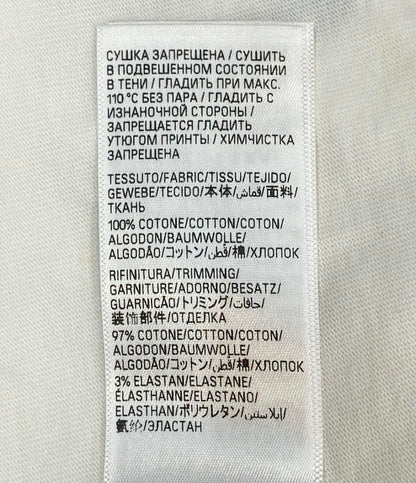 СУШКА ЗАПРЕЩЕНА / СУШИТЬ
В ПОДВЕШЕННОМ СОСТОЯНИИ
В ТЕНИ / ГЛАДИТЬ ПРИ МАКС.
110 °C БЕЗ ПАРА / ГЛАДИТЬ С
ИЗНАНОЧНОЙ СТОРОНЫ /
ЗАПРЕЩАЕТСЯ ГЛАДИТЬ
УТЮГОМ ПРИНТЫ / ХИМЧИСТКА
ЗАПРЕЩЕНА
TESSUTO/FABRIC/TISSU/TEJIDO/
GEWEBE/TECIDO/本体/قماش/面料/
ТКАНЬ
100% COTONE/COTTON/COTON/
ALGODON/BAUMWOLLE/
ALGODÃO/コットン/قطن/棉/ХЛОПОК
RIFINITURA/TRIMMING/
GARNITURE/ADORNO/BESATZ/
GUARNICÃO/トリミング/حافات/
装饰部件/ОТДЕЛКА
97% COTONE/COTTON/COTON/
ALGODON/BAUMWOLLE/
ALGODÃO/コットン/قطن/棉/ХЛОПОК
3% ELASTAN/ELASTANE/
ÉLASTHANNE/ELASTANO/
ELASTHAN/ポリウレタン/إيلاستين/
氨纶/ЭЛАСТАН